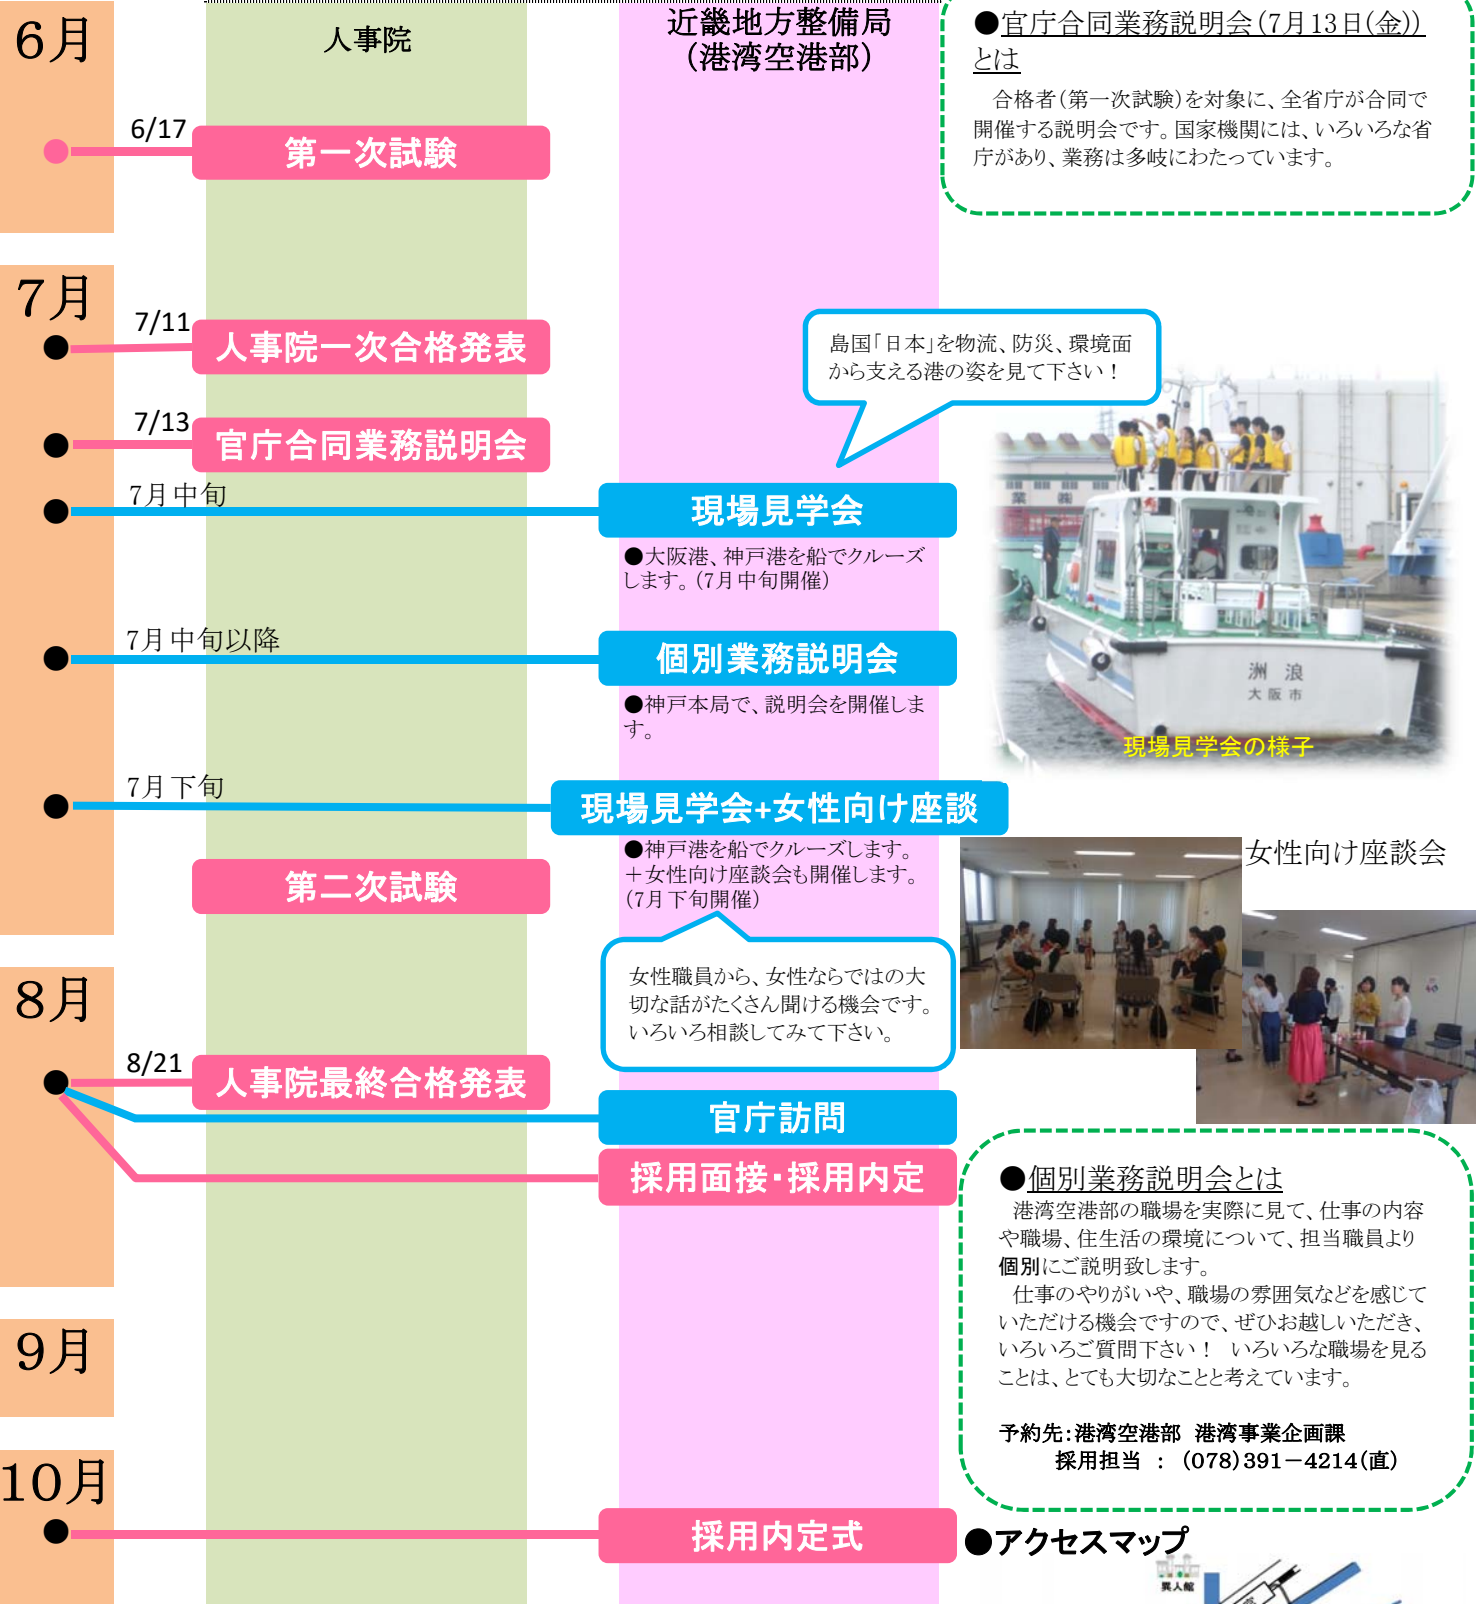 6月
人事院
近畿地方整備局
（港湾空港部）
6/17
第一次試験
●官庁合同業務説明会（7月13日（金））
とは
合格者（第一次試験）を対象に、全省庁が合同で
開催する説明会です。国家機関には、いろいろな省
庁があり、業務は多岐にわたっています。
7月
7/11
人事院一次合格発表
島国「日本」を物流、防災、環境面
から支える港の姿を見て下さい！
7/13
官庁合同業務説明会
7月中旬
現場見学会
●大阪港、神戸港を船でクルーズ
します。（7月中旬開催）
7月中旬以降
個別業務説明会
●神戸本局で、説明会を開催しま
す。
洲浪
大阪市
現場見学会の様子
7月下旬
現場見学会+女性向け座談
●神戸港を船でクルーズします。
＋女性向け座談会も開催します。
（7月下旬開催）
女性向け座談会
第二次試験
女性職員から、女性ならではの大
切な話がたくさん聞ける機会です。
いろいろ相談してみて下さい。
8月
8/21
人事院最終合格発表
官庁訪問
採用面接・採用内定
●個別業務説明会とは
港湾空港部の職場を実際に見て、仕事の内容
や職場、住生活の環境について、担当職員より
個別にご説明致します。
仕事のやりがいや、職場の雰囲気などを感じて
いただける機会ですので、ぜひお越しいただき、
いろいろご質問下さい！　いろいろな職場を見る
ことは、とても大切なことと考えています。
予約先：港湾空港部　港湾事業企画課
採用担当　：　（078）391－4214（直）
9月
10月
採用内定式
●アクセスマップ
異人館